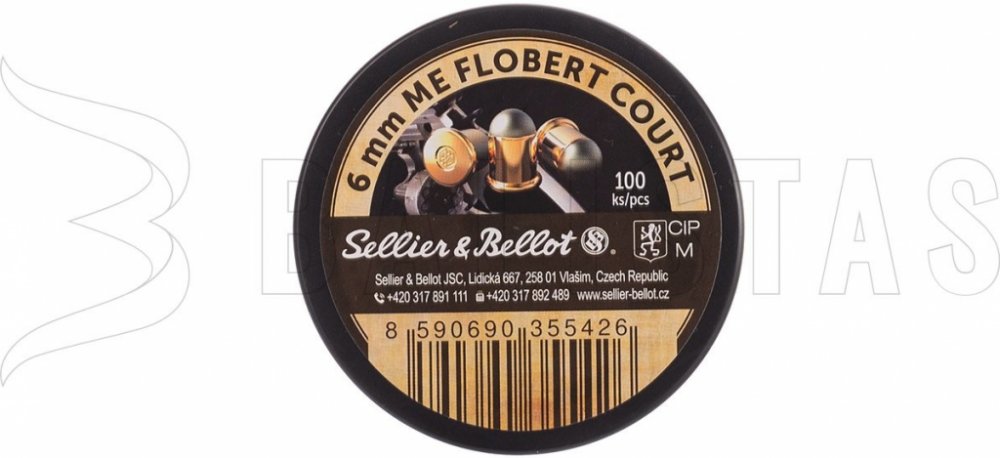 6 mm ME FLOBERT COURT
100
ks/pcs
Sellier & Bellot
CIP
M
Sellier & Bellot JSC, Lidická 667, 258 01 Vlašim, Czech Republic
+420 317 891 111 +420 317 892 489 www.sellier-bellot.cz
8 590690 355426